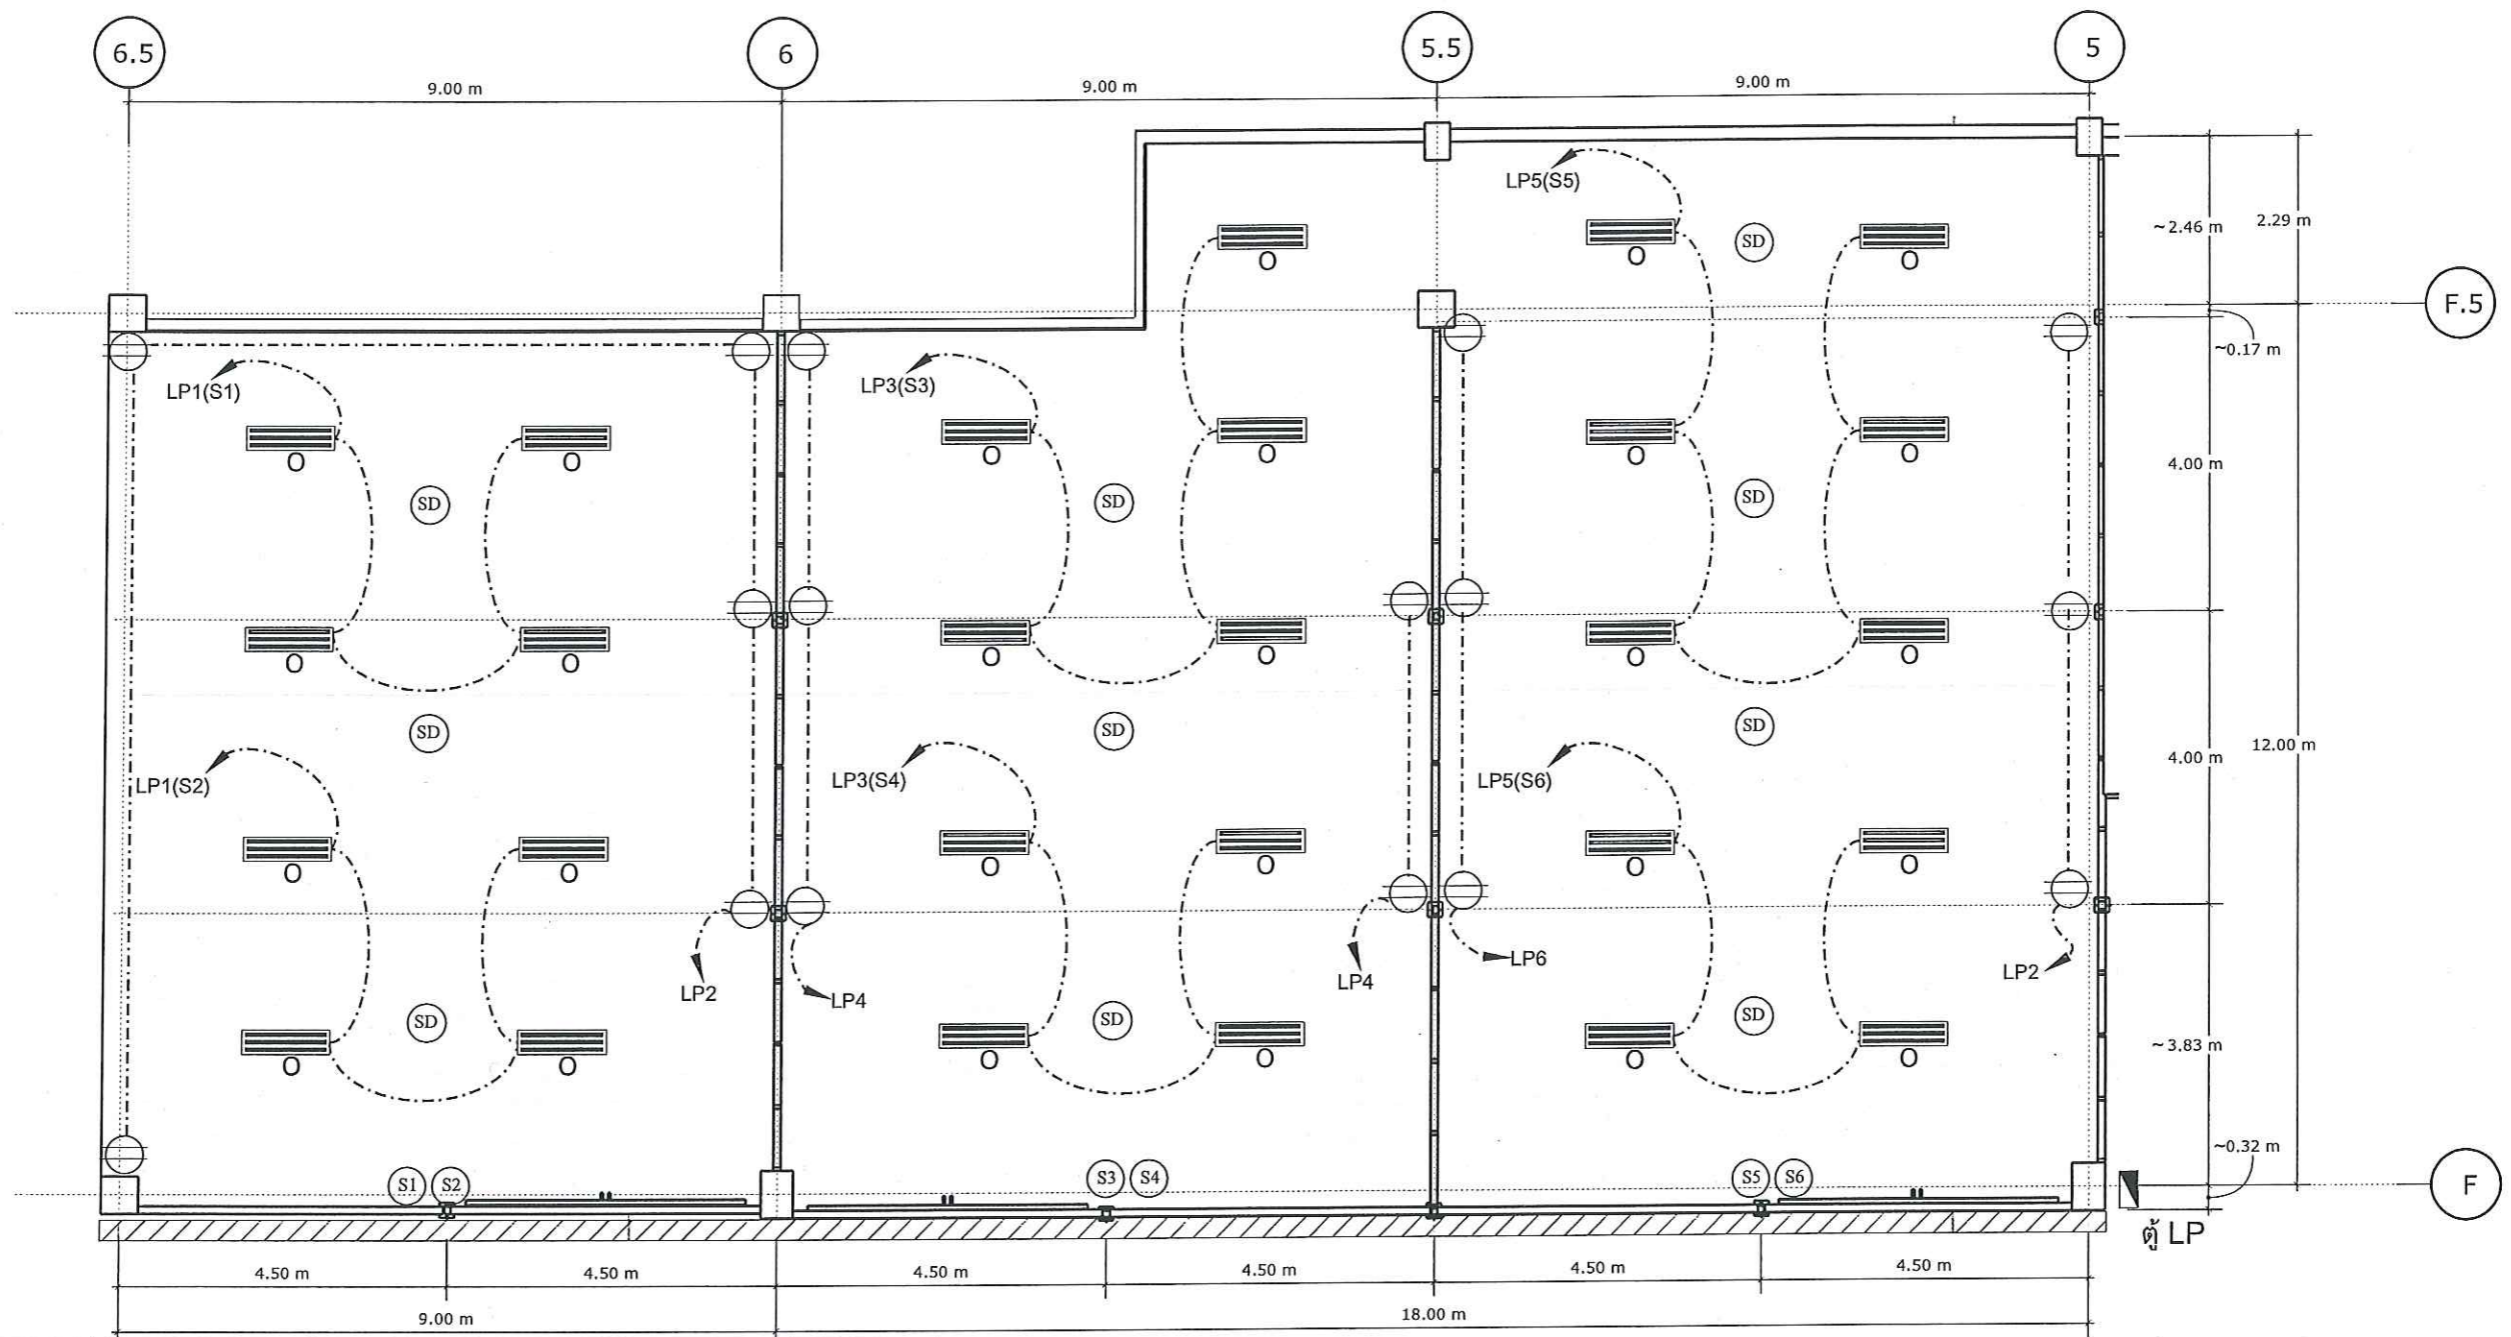 6.5
6
5.5
5
9.00 m
9.00 m
9.00 m
LP5(S5)
SD
~2.46 m
2.29 m
O
O
O
F.5
~0.17 m
LP1(S1)
LP3(S3)
O
O
O
O
O
O
4.00 m
SD
SD
SD
O
O
O
O
O
O
SD
SD
SD
4.00 m
12.00 m
LP1(S2)
LP3(S4)
LP5(S6)
O
O
O
O
O
O
LP2
LP4
LP4
LP6
LP2
SD
SD
SD
~3.83 m
O
O
O
O
O
O
~0.32 m
S1
S2
S3
S4
S5
S6
F
ตู้ LP
4.50 m
4.50 m
4.50 m
4.50 m
4.50 m
4.50 m
9.00 m
18.00 m